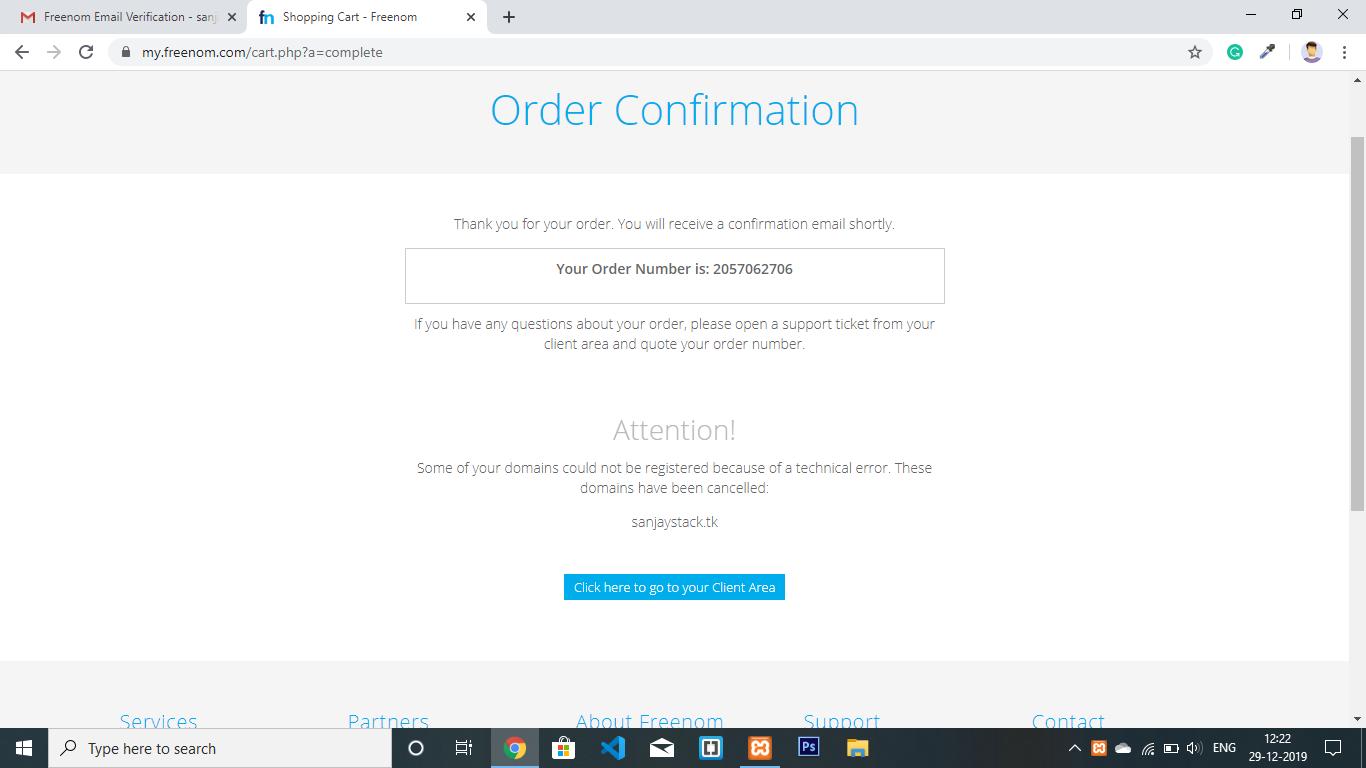 Freenom Email Verification - sanj
Shopping Cart - Freenom
my.freenom.com/cart.php?a=complete
Order Confirmation
Thank you for your order. You will receive a confirmation email shortly.
Your Order Number is: 2057062706
If you have any questions about your order, please open a support ticket from your
client area and quote your order number.
Attention!
Some of your domains could not be registered because of a technical error. These
domains have been cancelled:
sanjaystack.tk
Click here to go to your Client Area
Services Partners About Freenom Support Contact
Type here to search
Ps
ENG
12:22
29-12-2019